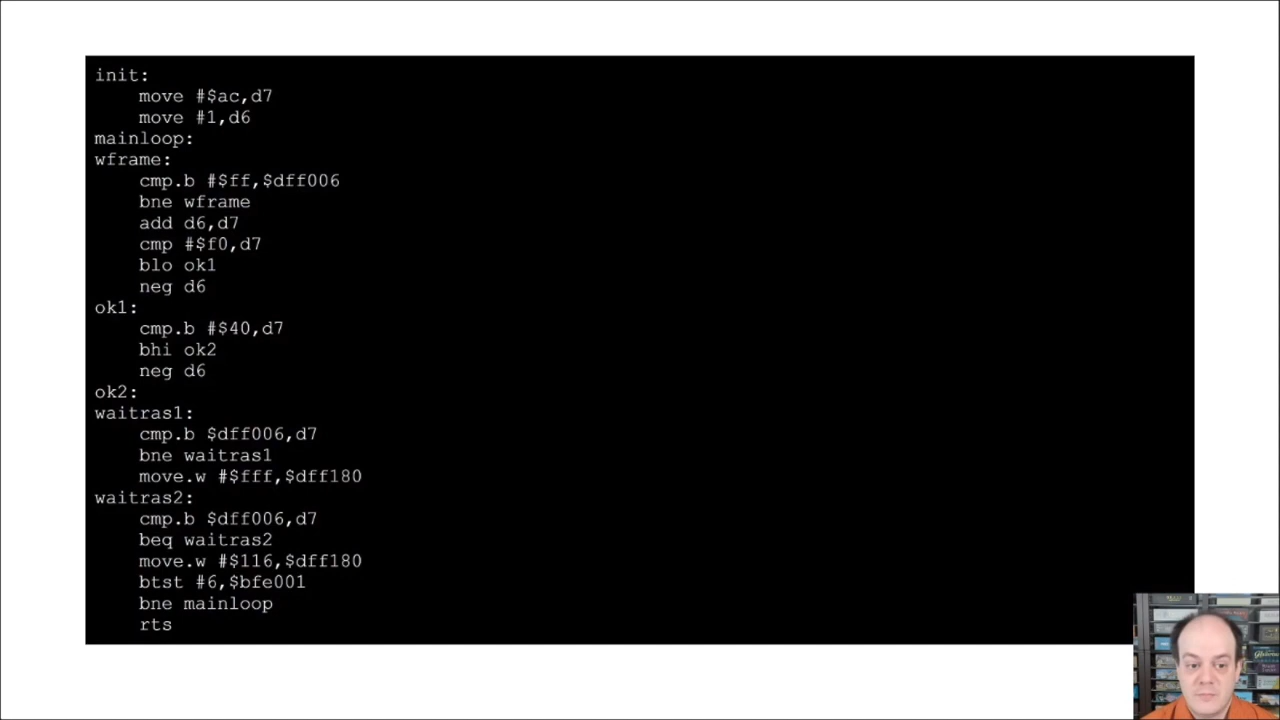 init:
move #$ac,d7
move #1,d6
mainloop:
wframe:
cmp.b #$ff,$dff006
bne wframe
add d6,d7
cmp #$f0,d7
blo ok1
neg d6
ok1:
cmp.b #$40,d7
bhi ok2
neg d6
ok2:
waitras1:
cmp.b $dff006,d7
bne waitras1
move.w #$fff,$dff180
waitras2:
cmp.b $dff006,d7
beq waitras2
move.w #$116,$dff180
btst #6,$bfe001
bne mainloop
rts